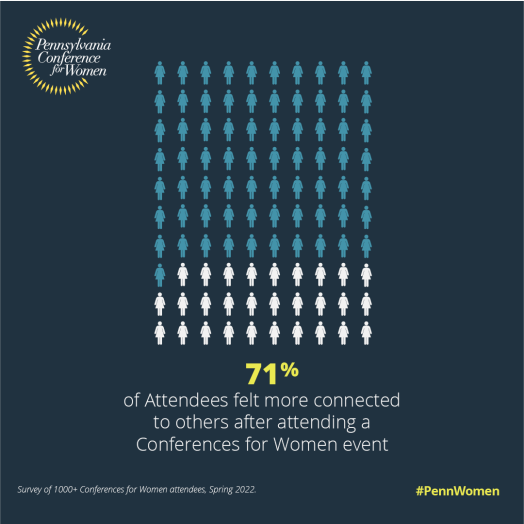 Pennsylvania
Conference
for Women
71%
of Attendees felt more connected
to others after attending a
Conferences for Women event
Survey of 1000+ Conferences for Women attendees, Spring 2022.
#PennWomen